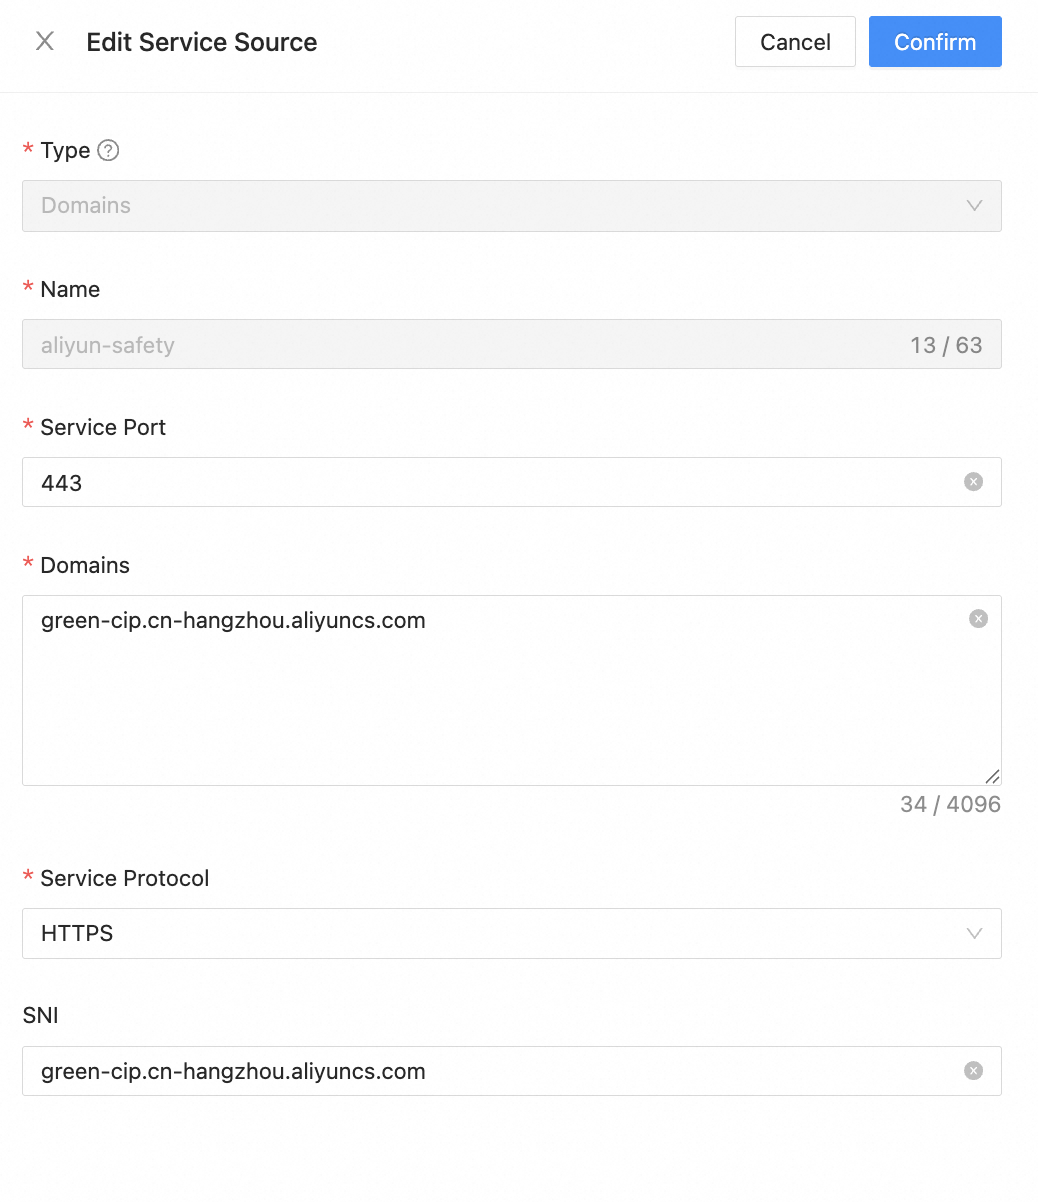 Edit Service Source
Cancel
Confirm
* Type
Domains
* Name
aliyun-safety
13 / 63
* Service Port
443
* Domains
green-cip.cn-hangzhou.aliyuncs.com
34 / 4096
* Service Protocol
HTTPS
SNI
green-cip.cn-hangzhou.aliyuncs.com